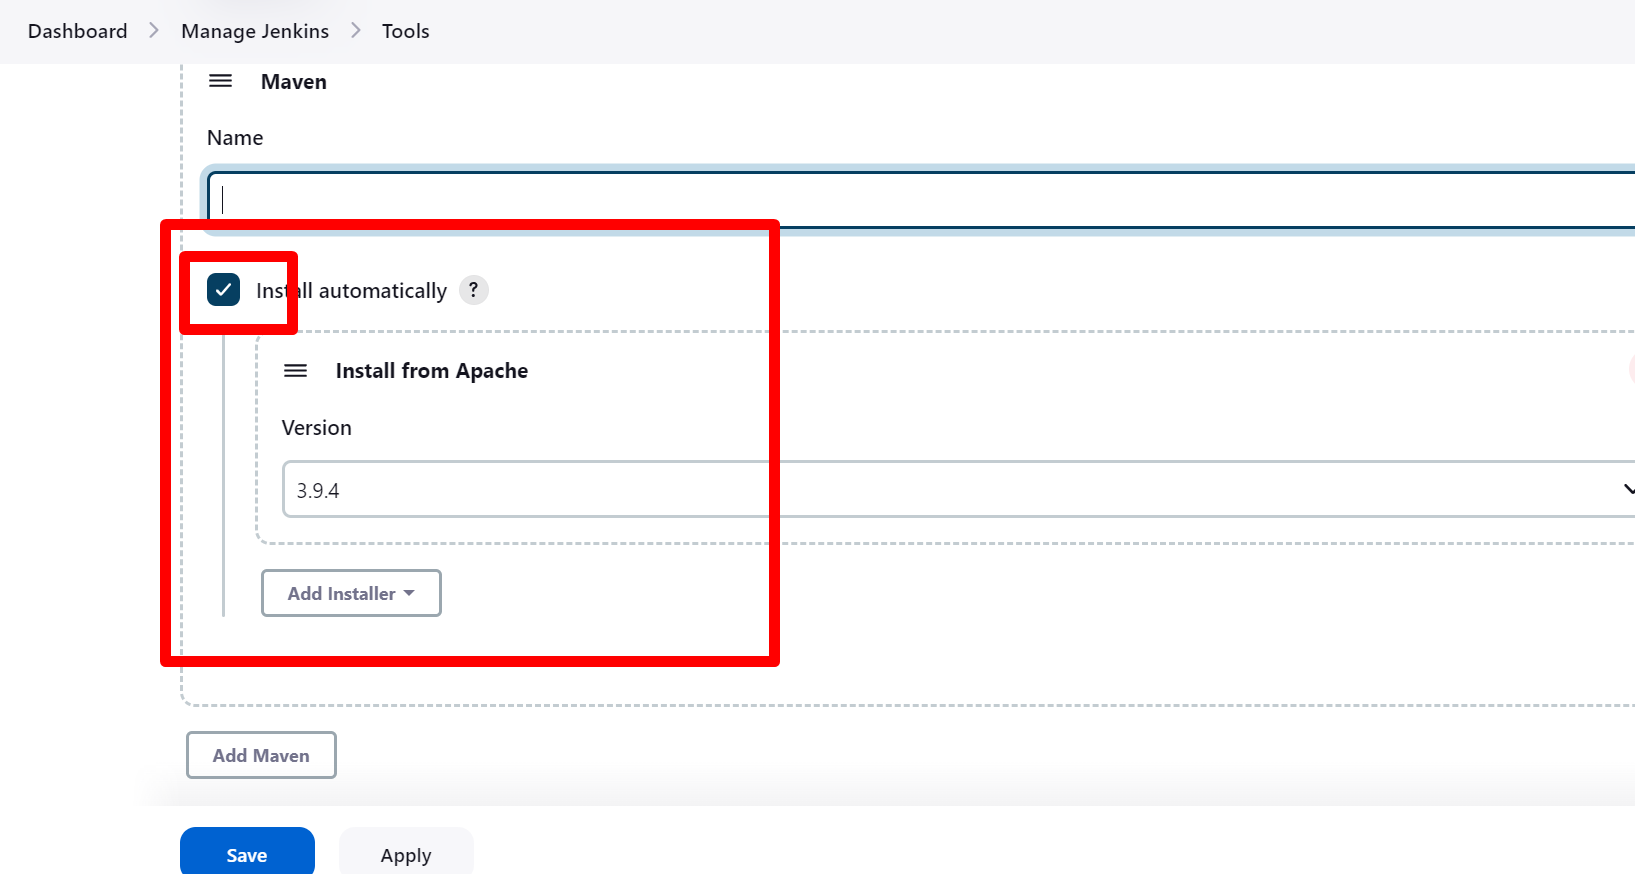 Dashboard > Manage Jenkins > Tools
Maven
Name
Install automatically ?
Install from Apache
Version
3.9.4
Add Installer
Add Maven
Save Apply